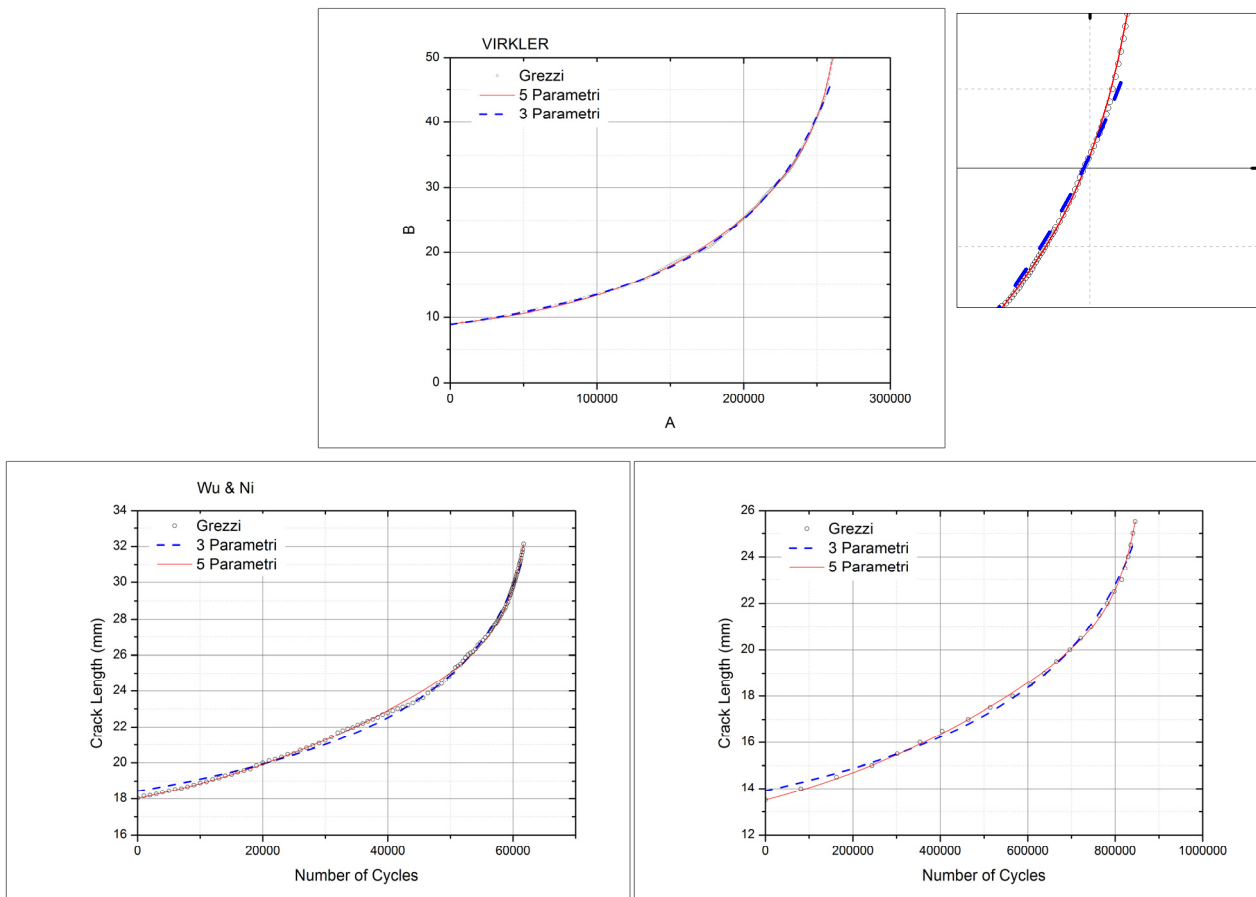 VIRKLER
Grezzi
5 Parametri
3 Parametri
50
40
30
20
10
0
B
0 100000 200000 300000
A
Wu & Ni
Grezzi
3 Parametri
5 Parametri
34
32
30
28
26
24
22
20
18
16
Crack Length (mm)
0 20000 40000 60000
Number of Cycles
Grezzi
3 Parametri
5 Parametri
26
24
22
20
18
16
14
12
Crack Length (mm)
0 200000 400000 600000 800000 1000000
Number of Cycles